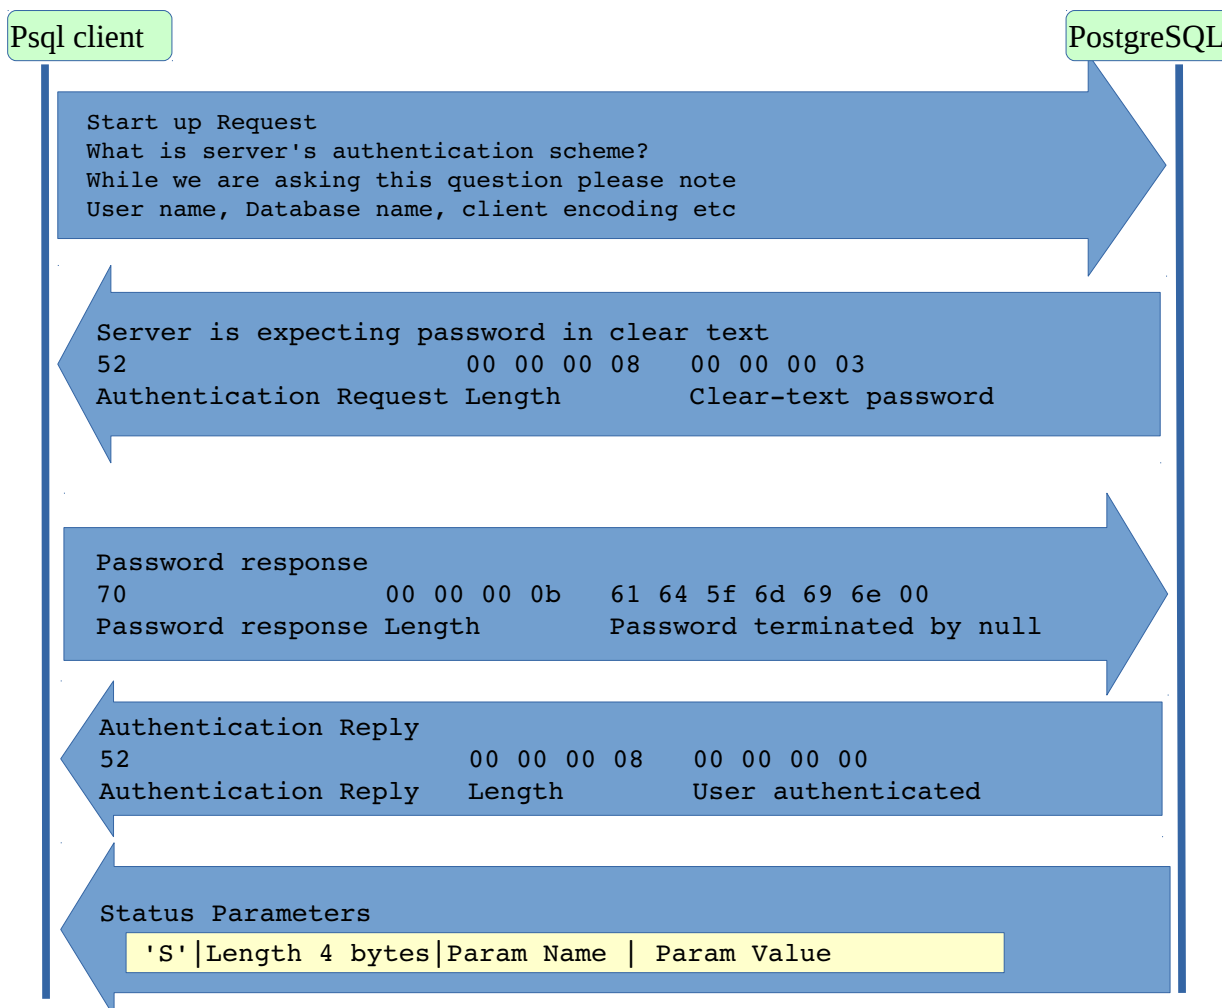 Psql client
PostgreSQL
Start up Request
What is server's authentication scheme?
While we are asking this question please note
User name, Database name, client encoding etc
Server is expecting password in clear text
52 00 00 00 08 00 00 00 03
Authentication Request Length Clear-text password
Password response
70 00 00 00 0b 61 64 5f 6d 69 6e 00
Password response Length Password terminated by null
Authentication Reply
52 00 00 00 08 00 00 00 00
Authentication Reply Length User authenticated
Status Parameters
'S'|Length 4 bytes|Param Name | Param Value